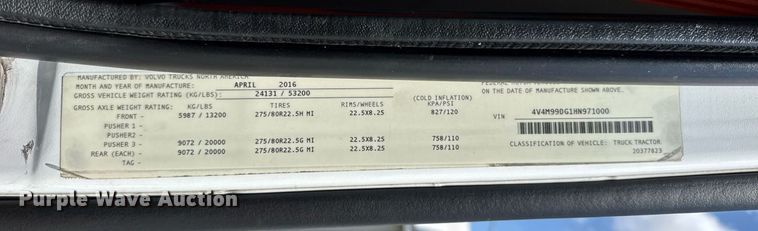 MANUFACTURED BY: VOLVO TRUCKS NORTH AMERICA
MONTH AND YEAR OF MANUFACTURE: APRIL 2016
GROSS VEHICLE WEIGHT RATING (KG/LBS): 24131 / 53200
GROSS AXLE WEIGHT RATING: KG/LBS TIRES RIMS/WHEELS (COLD INFLATION) KPA/PSI
FRONT - 5987 / 13200 275/80R22.5H MI 22.5X8.25 827/120
PUSHER 1 -
PUSHER2 -
PUSHER 3 - 9072 / 20000 275/80R22.5G MI 22.5X8.25 758/110
REAR (EACH) - 9072 / 20000 275/80R22.5G MI 22.5X8.25 758/110
TAG -
FEDERAL MOTOR
ON THE DATE OF MANUFACTURE SHOWN ABOVE.
VIN 4V4M990G1HN971000
CLASSIFICATION OF VEHICLE: TRUCK TRACTOR
20377823
Purple Wave Auction